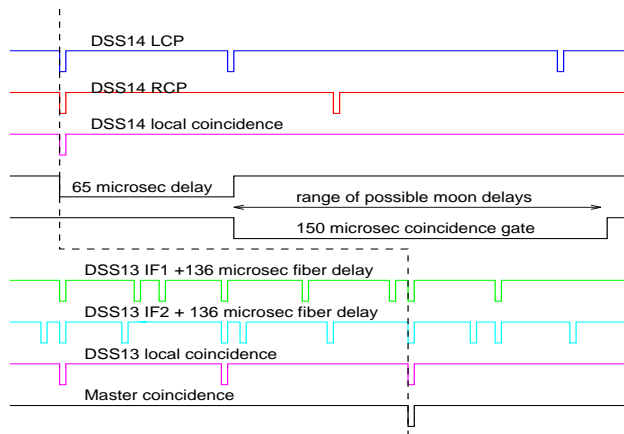 DSS14 LCP
DSS14 RCP
DSS14 local coincidence
65 microsec delay
range of possible moon delays
150 microsec coincidence gate
DSS13 IF1 +136 microsec fiber delay
DSS13 IF2 + 136 microsec fiber delay
DSS13 local coincidence
Master coincidence